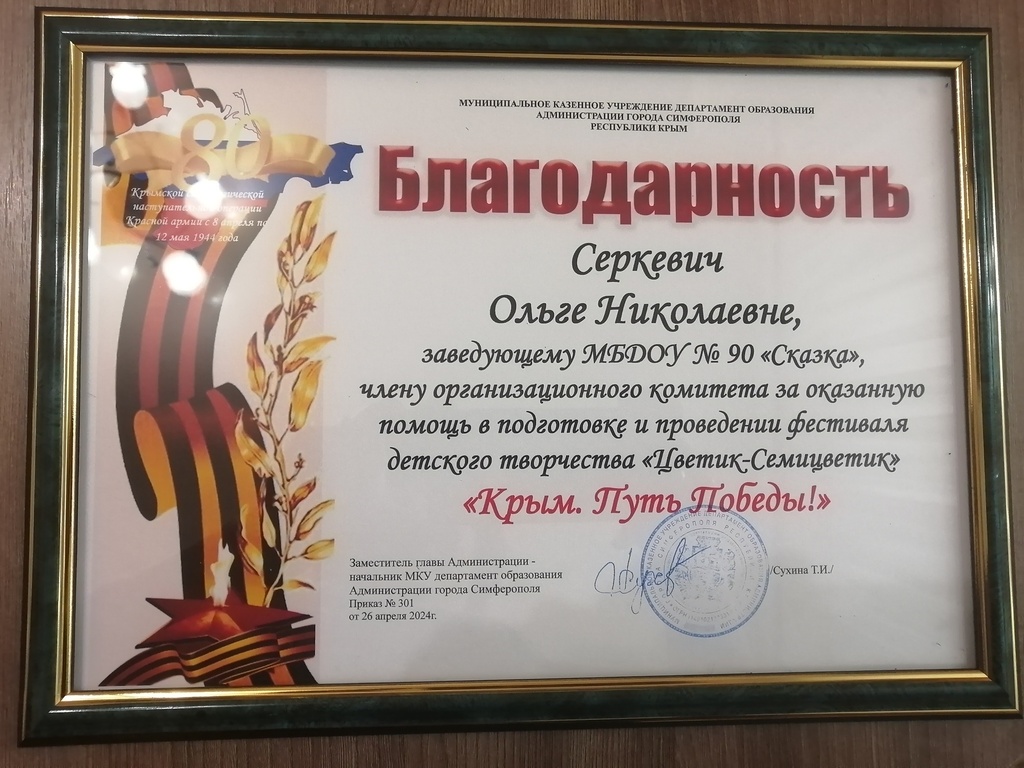 МУНИЦИПАЛЬНОЕ КАЗЕННОЕ УЧРЕЖДЕНИЕ ДЕПАРТАМЕНТ ОБРАЗОВАНИЯ
АДМИНИСТРАЦИИ ГОРОДА СИМФЕРОПОЛЯ
РЕСПУБЛИКИ КРЫМ
Благодарность
80
Крымской
наступательной
Красной армии с 8 апреля по
12 мая 1944 года
Серкевич
Ольге Николаевне,
заведующему МБДОУ № 90 «Сказка»,
члену организационного комитета за оказанную
помощь в подготовке и проведении фестиваля
детского творчества «Цветик-Семицветик»
«Крым. Путь Победы!»
Заместитель главы Администрации -
начальник МКУ департамент образования
Администрации города Симферополя
Приказ № 301
от 26 апреля 2024г.
/Сухина Т.И./